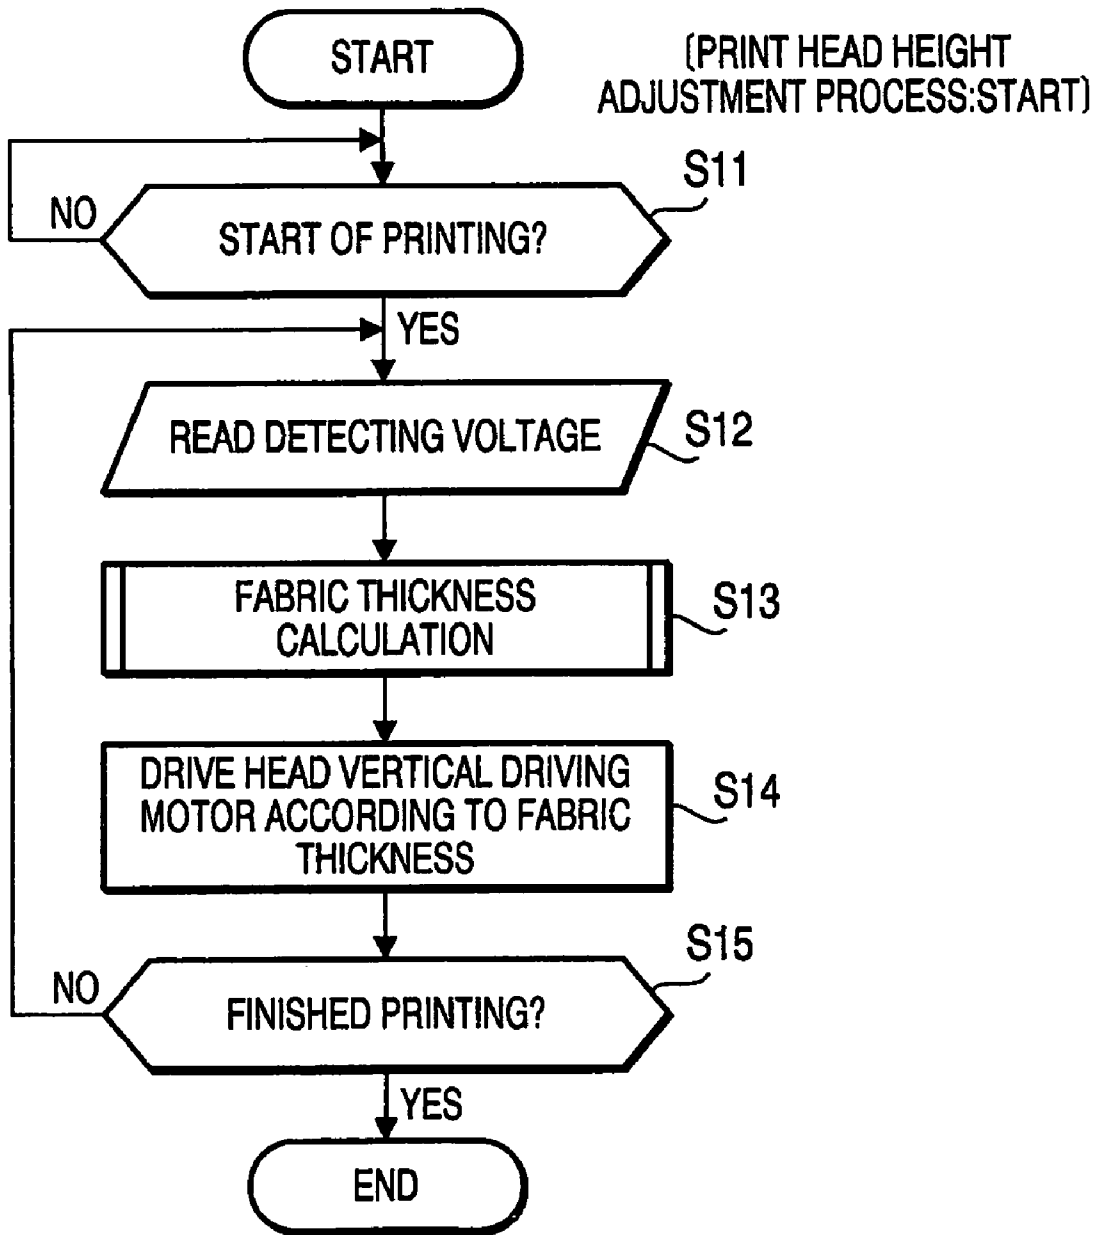 START
(PRINT HEAD HEIGHT
ADJUSTMENT PROCESS:START)
S11
NO
START OF PRINTING?
YES
READ DETECTING VOLTAGE
S12
FABRIC THICKNESS
CALCULATION
S13
DRIVE HEAD VERTICAL DRIVING
MOTOR ACCORDING TO FABRIC
THICKNESS
S14
S15
NO
FINISHED PRINTING?
YES
END